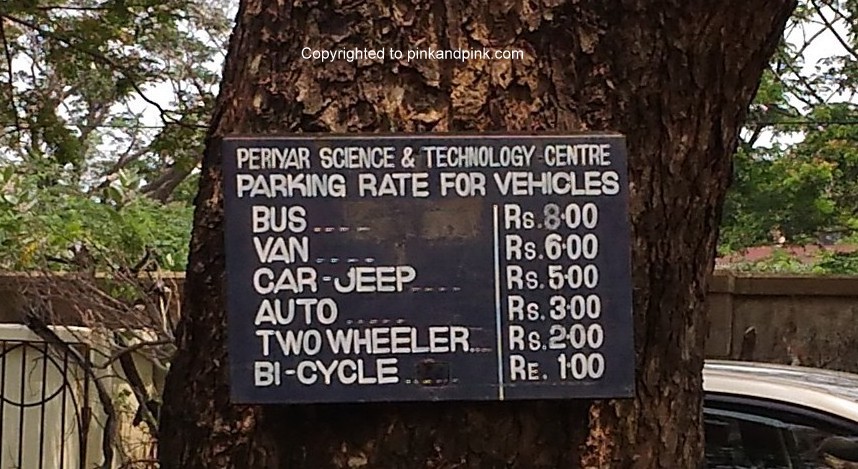 Copyrighted to pinkandpink.com
PERIYAR SCIENCE & TECHNOLOGY CENTRE
PARKING RATE FOR VEHICLES
BUS .... Rs.8·00
VAN ..... Rs.6·00
CAR-JEEP.... Rs.5·00
AUTO ..... Rs.3·00
TWO WHEELER... Rs.2·00
BI-CYCLE ..... RE. 1·00